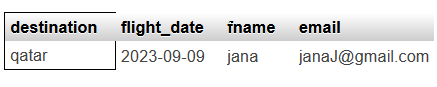 destination flight_date fname email
qatar 2023-09-09 jana janaJ@gmail.com